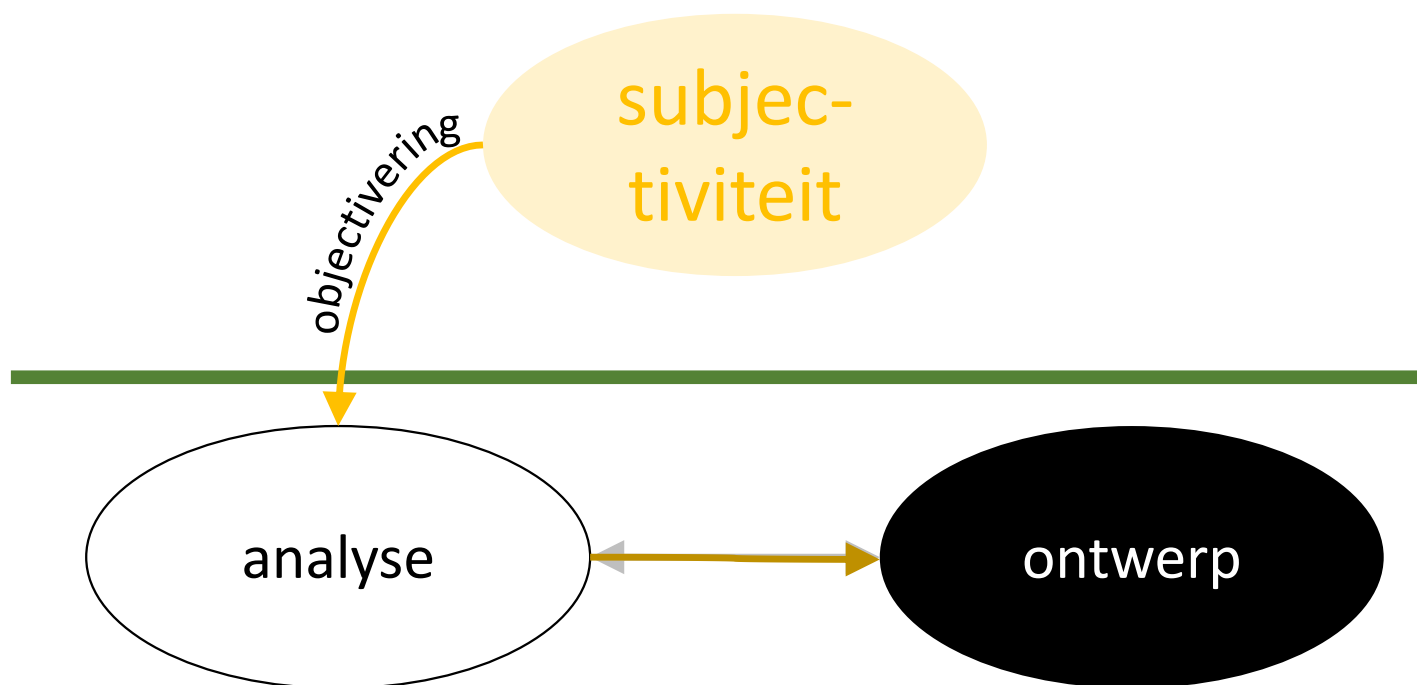 subjec-
tiviteit
objectivering
analyse
ontwerp